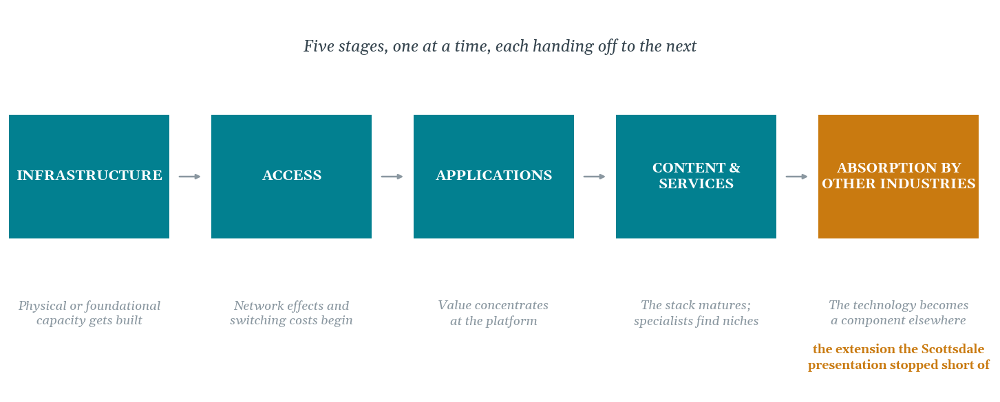 Five stages, one at a time, each handing off to the next
INFRASTRUCTURE
ACCESS
APPLICATIONS
CONTENT &
SERVICES
ABSORPTION BY
OTHER INDUSTRIES
Physical or foundational
capacity gets built
Network effects and
switching costs begin
Value concentrates
at the platform
The stack matures;
specialists find niches
The technology becomes
a component elsewhere
the extension the Scottsdale
presentation stopped short of